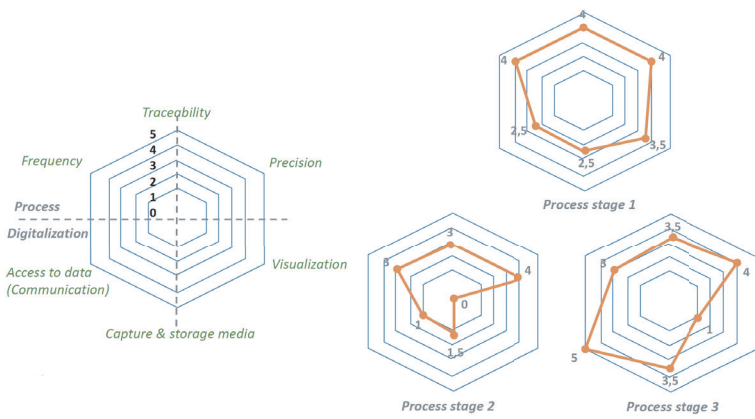 Traceability
5
4
3
2
1
0
Frequency
Precision
Process
Digitalization
Access to data
(Communication)
Visualization
Capture & storage media
4
4
4
2,5
3,5
2,5
Process stage 1
3
3
4
0
1
1,5
Process stage 2
3,5
3
4
1
5
3,5
Process stage 3